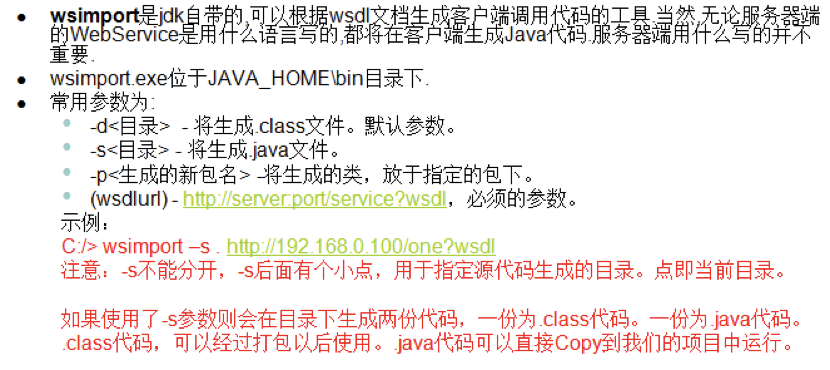 wsimport是jdk自带的,可以根据wsdl文档生成客户端调用代码的工具.当然,无论服务器端
的WebService是用什么语言写的,都将在客户端生成Java代码.服务器端用什么写的并不
重要.
wsimport.exe位于JAVA_HOME\bin目录下.
常用参数为:
-d<目录> - 将生成.class文件。默认参数。
-s<目录> - 将生成.java文件。
-p<生成的新包名> -将生成的类，放于指定的包下。
(wsdlurl) - http://server:port/service?wsdl，必须的参数。
示例：
C:/> wsimport –s . http://192.168.0.100/one?wsdl
注意：-s不能分开，-s后面有个小点，用于指定源代码生成的目录。点即当前目录。
如果使用了-s参数则会在目录下生成两份代码，一份为.class代码。一份为.java代码。
.class代码，可以经过打包以后使用。.java代码可以直接Copy到我们的项目中运行。